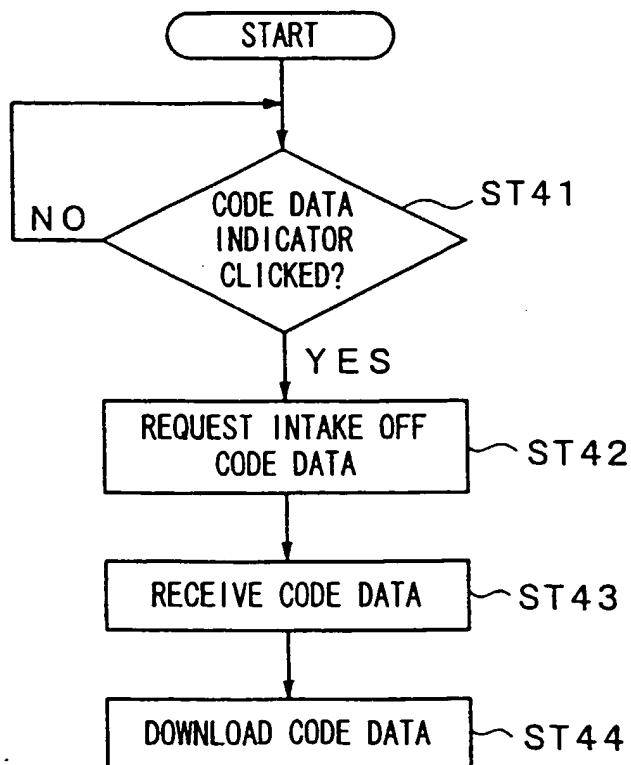 START
CODE DATA
INDICATOR
CLICKED?
ST41
NO
YES
REQUEST INTAKE OFF
CODE DATA
ST42
RECEIVE CODE DATA
ST43
DOWNLOAD CODE DATA
ST44